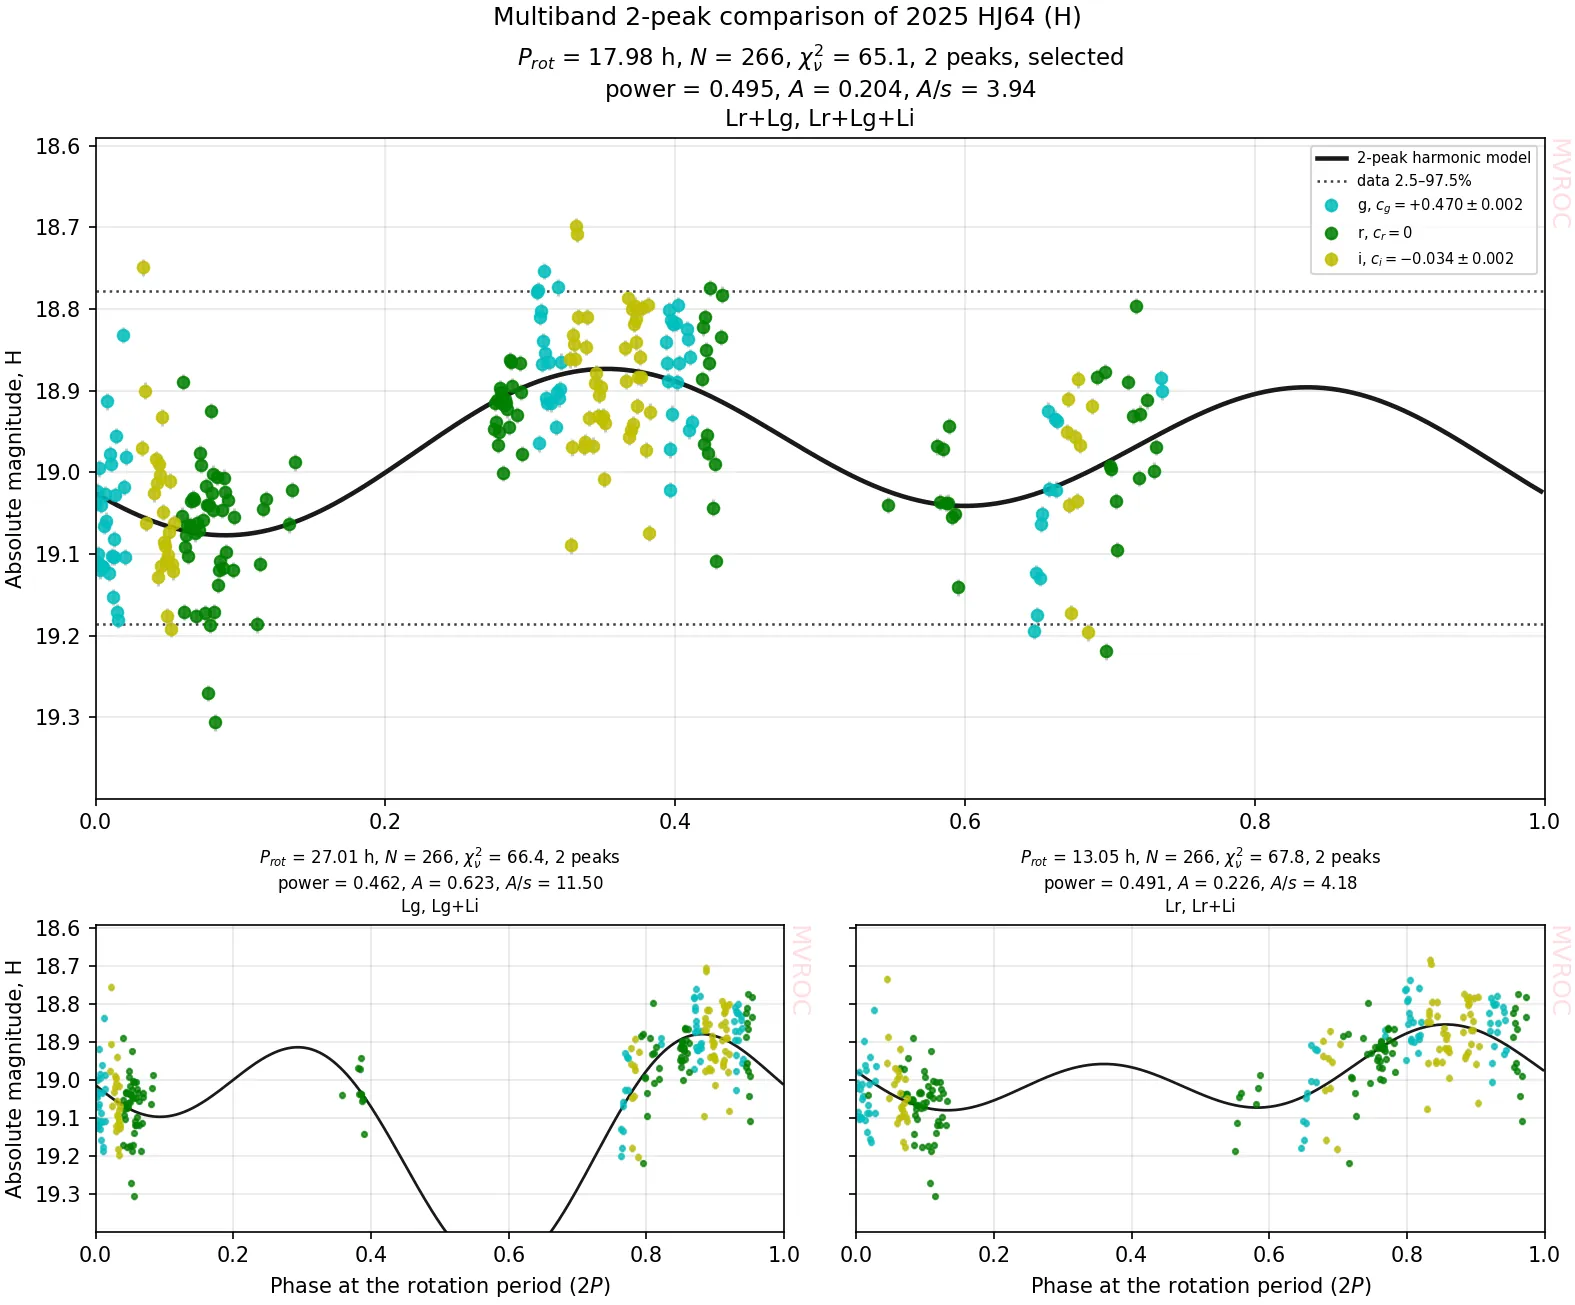 Multiband 2-peak comparison of 2025 HJ64 (H)
P_rot = 17.98 h, N = 266, χ²_ν = 65.1, 2 peaks, selected
power = 0.495, A = 0.204, A/s = 3.94
Lr+Lg, Lr+Lg+Li
MVROC
2-peak harmonic model
data 2.5–97.5%
g, c_g = +0.470 ± 0.002
r, c_r = 0
i, c_i = −0.034 ± 0.002
Absolute magnitude, H
18.6
18.7
18.8
18.9
19.0
19.1
19.2
19.3
0.0 0.2 0.4 0.6 0.8 1.0
P_rot = 27.01 h, N = 266, χ²_ν = 66.4, 2 peaks
power = 0.462, A = 0.623, A/s = 11.50
Lg, Lg+Li
MVROC
Absolute magnitude, H
18.6
18.7
18.8
18.9
19.0
19.1
19.2
19.3
0.0 0.2 0.4 0.6 0.8 1.0
Phase at the rotation period (2P)
P_rot = 13.05 h, N = 266, χ²_ν = 67.8, 2 peaks
power = 0.491, A = 0.226, A/s = 4.18
Lr, Lr+Li
MVROC
0.0 0.2 0.4 0.6 0.8 1.0
Phase at the rotation period (2P)